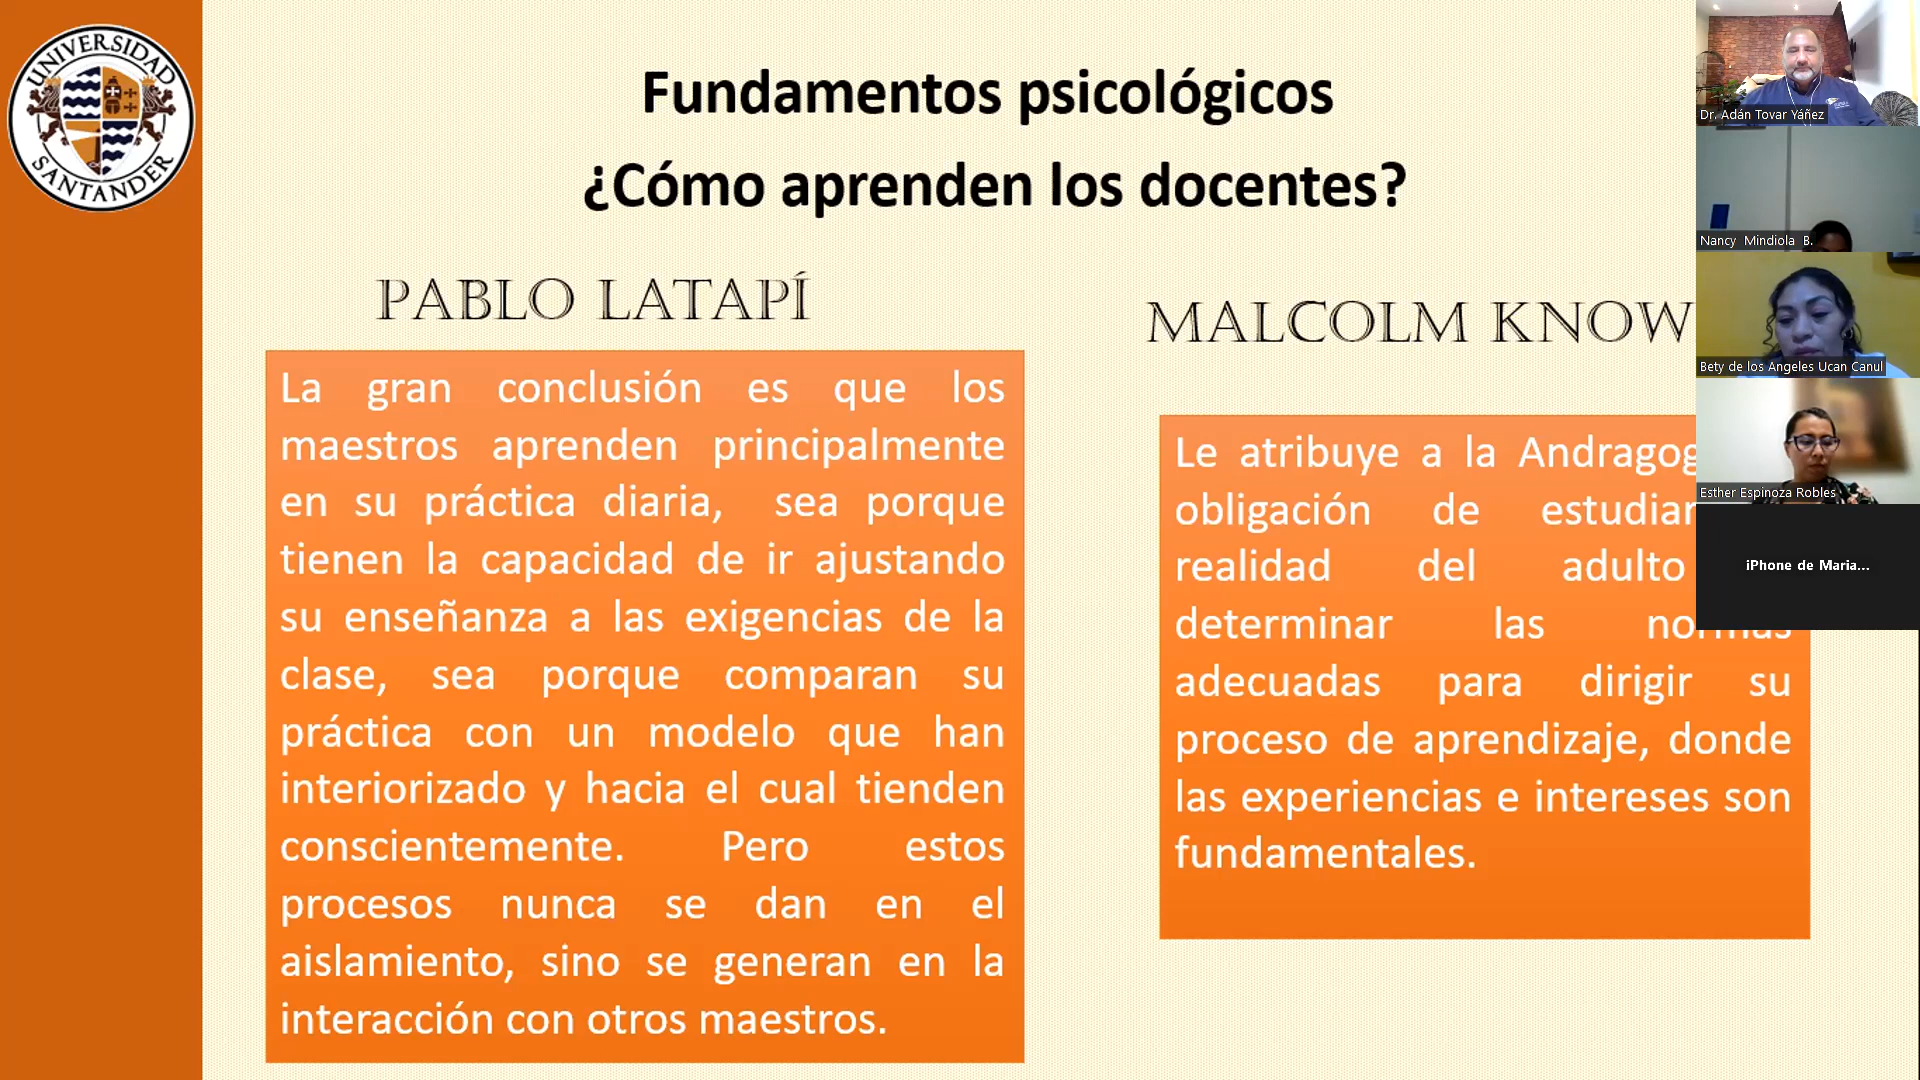 UNIVERSIDAD
SANTANDER
Fundamentos psicológicos
¿Cómo aprenden los docentes?
PABLO LATAPÍ
La gran conclusión es que los
maestros aprenden principalmente
en su práctica diaria, sea porque
tienen la capacidad de ir ajustando
su enseñanza a las exigencias de la
clase, sea porque comparan su
práctica con un modelo que han
interiorizado y hacia el cual tienden
conscientemente. Pero estos
procesos nunca se dan en el
aislamiento, sino se generan en la
interacción con otros maestros.
MALCOLM KNOW
Le atribuye a la Andragog
obligación de estudiar
realidad del adulto
determinar las normas
adecuadas para dirigir su
proceso de aprendizaje, donde
las experiencias e intereses son
fundamentales.
Dr. Adán Tovar Yáñez
Nancy Mindiola B.
Bety de los Angeles Ucan Canul
Esther Espinoza Robles
iPhone de Maria...